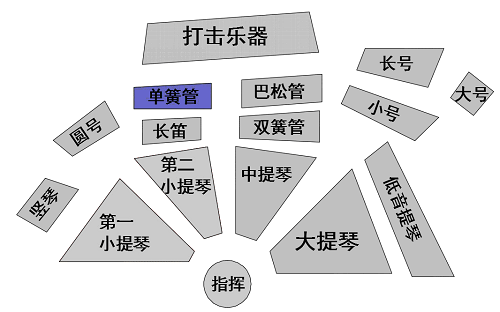 打击乐器
长号
大号
单簧管
巴松管
小号
圆号
长笛
双簧管
竖琴
第二
小提琴
中提琴
低音提琴
第一
小提琴
大提琴
指挥